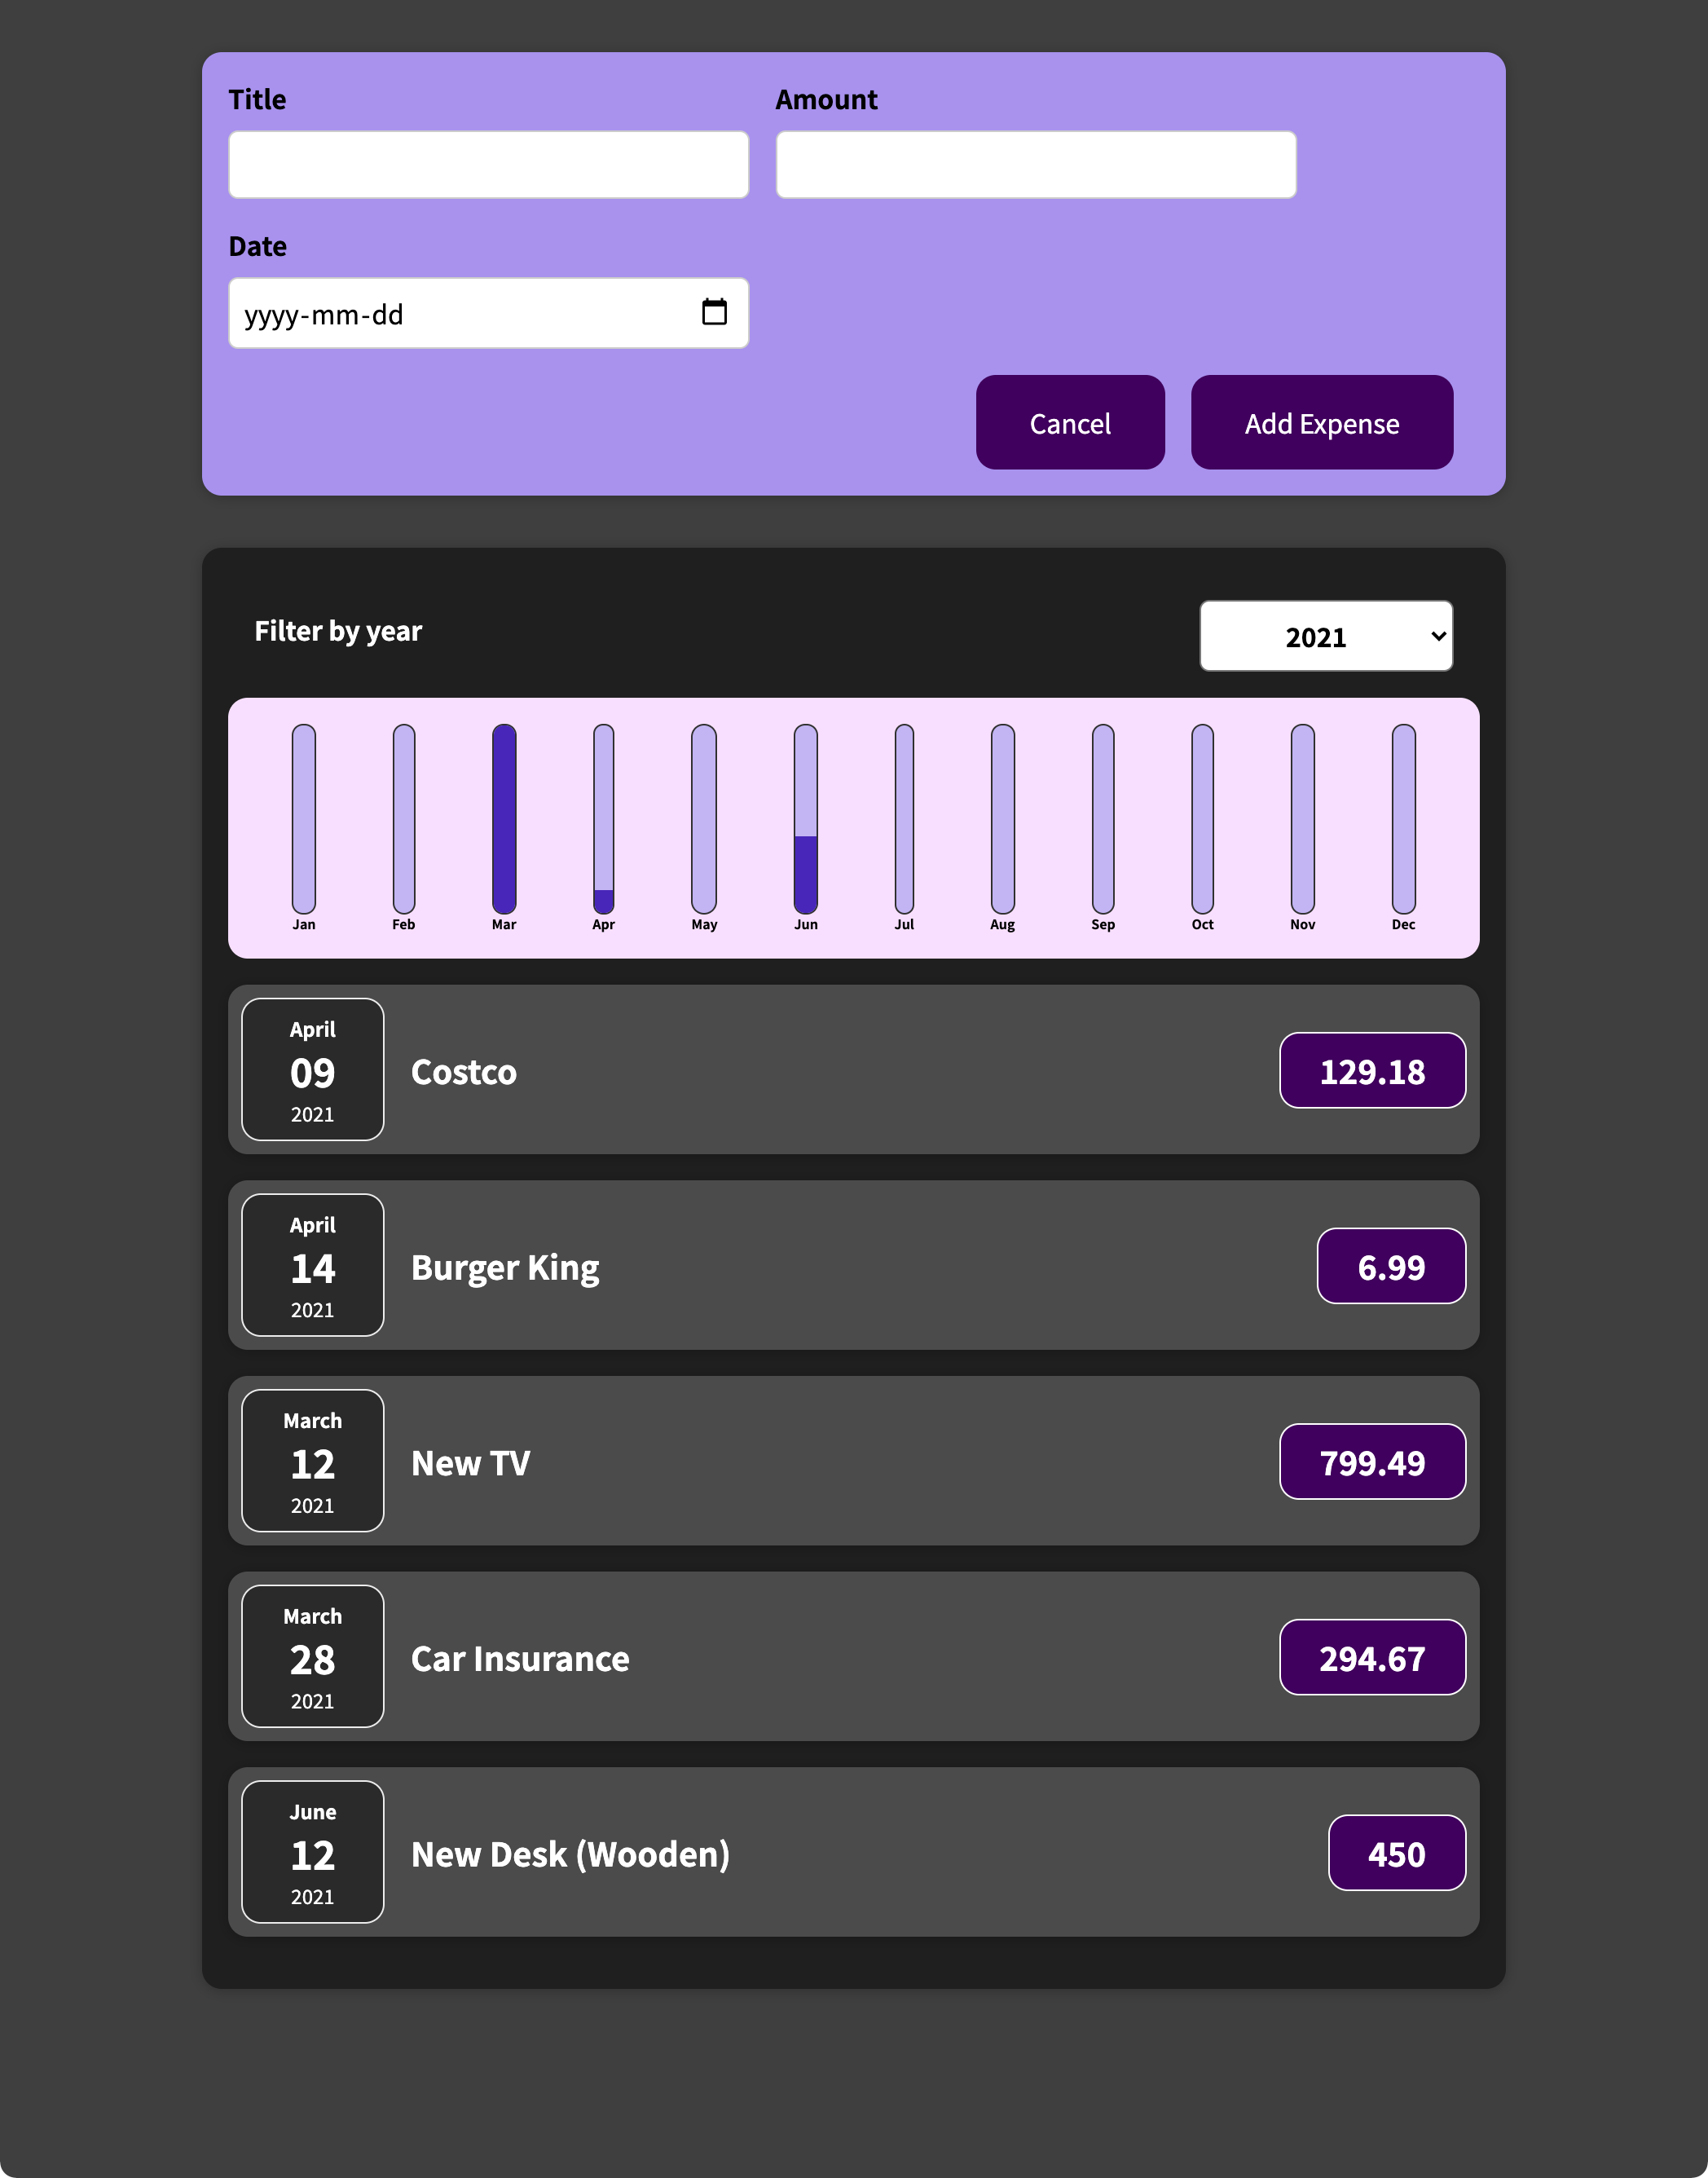 Title
Amount
Date
yyyy-mm-dd
Cancel
Add Expense
Filter by year
2021
Jan
Feb
Mar
Apr
May
Jun
Jul
Aug
Sep
Oct
Nov
Dec
April
09
2021
Costco
129.18
April
14
2021
Burger King
6.99
March
12
2021
New TV
799.49
March
28
2021
Car Insurance
294.67
June
12
2021
New Desk (Wooden)
450